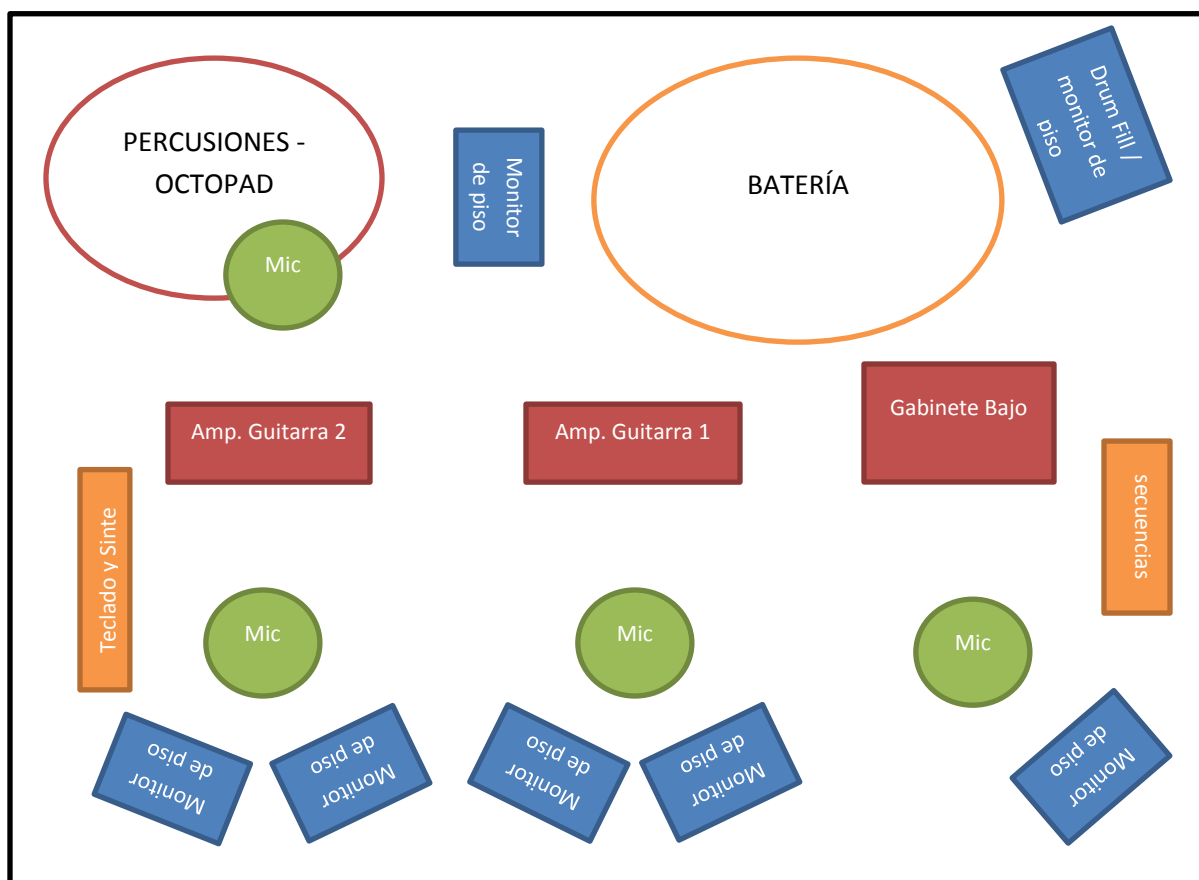 PERCUSIONES -
OCTOPAD
Mic
Monitor
de piso
BATERÍA
Drum Fill /
monitor de
piso
Amp. Guitarra 2
Amp. Guitarra 1
Gabinete Bajo
Teclado y Sinte
secuencias
Mic
Mic
Mic
Monitor
de piso
Monitor
de piso
Monitor
de piso
Monitor
de piso
Monitor
de piso